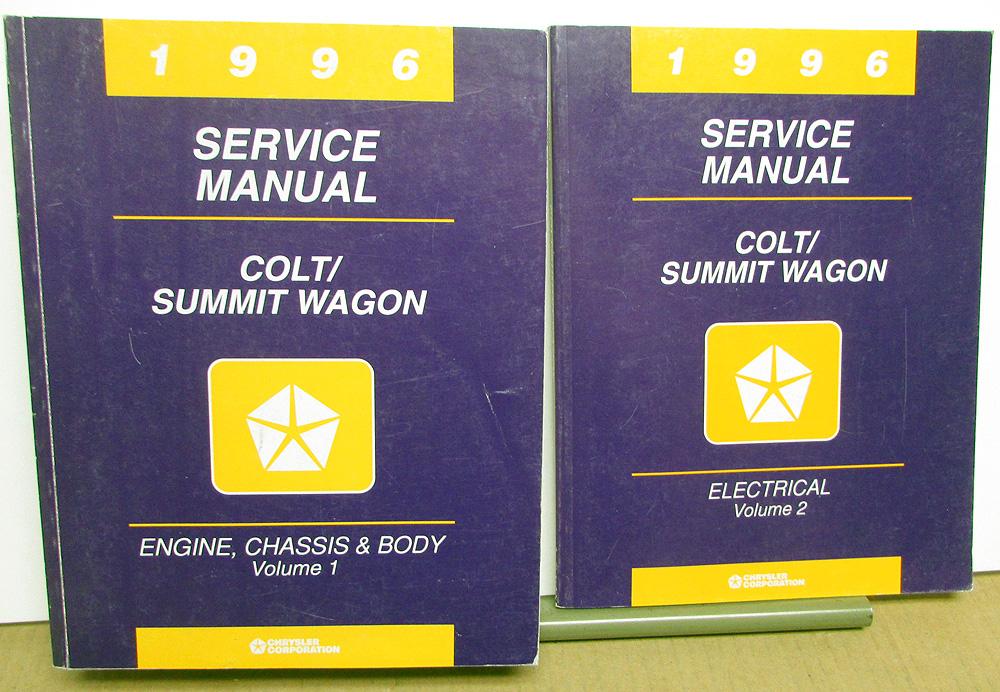 1 9 9 6
SERVICE
MANUAL
COLT/
SUMMIT WAGON
ENGINE, CHASSIS & BODY
Volume 1
CHRYSLER
CORPORATION
1 9 9 6
SERVICE
MANUAL
COLT/
SUMMIT WAGON
ELECTRICAL
Volume 2
CHRYSLER
CORPORATION